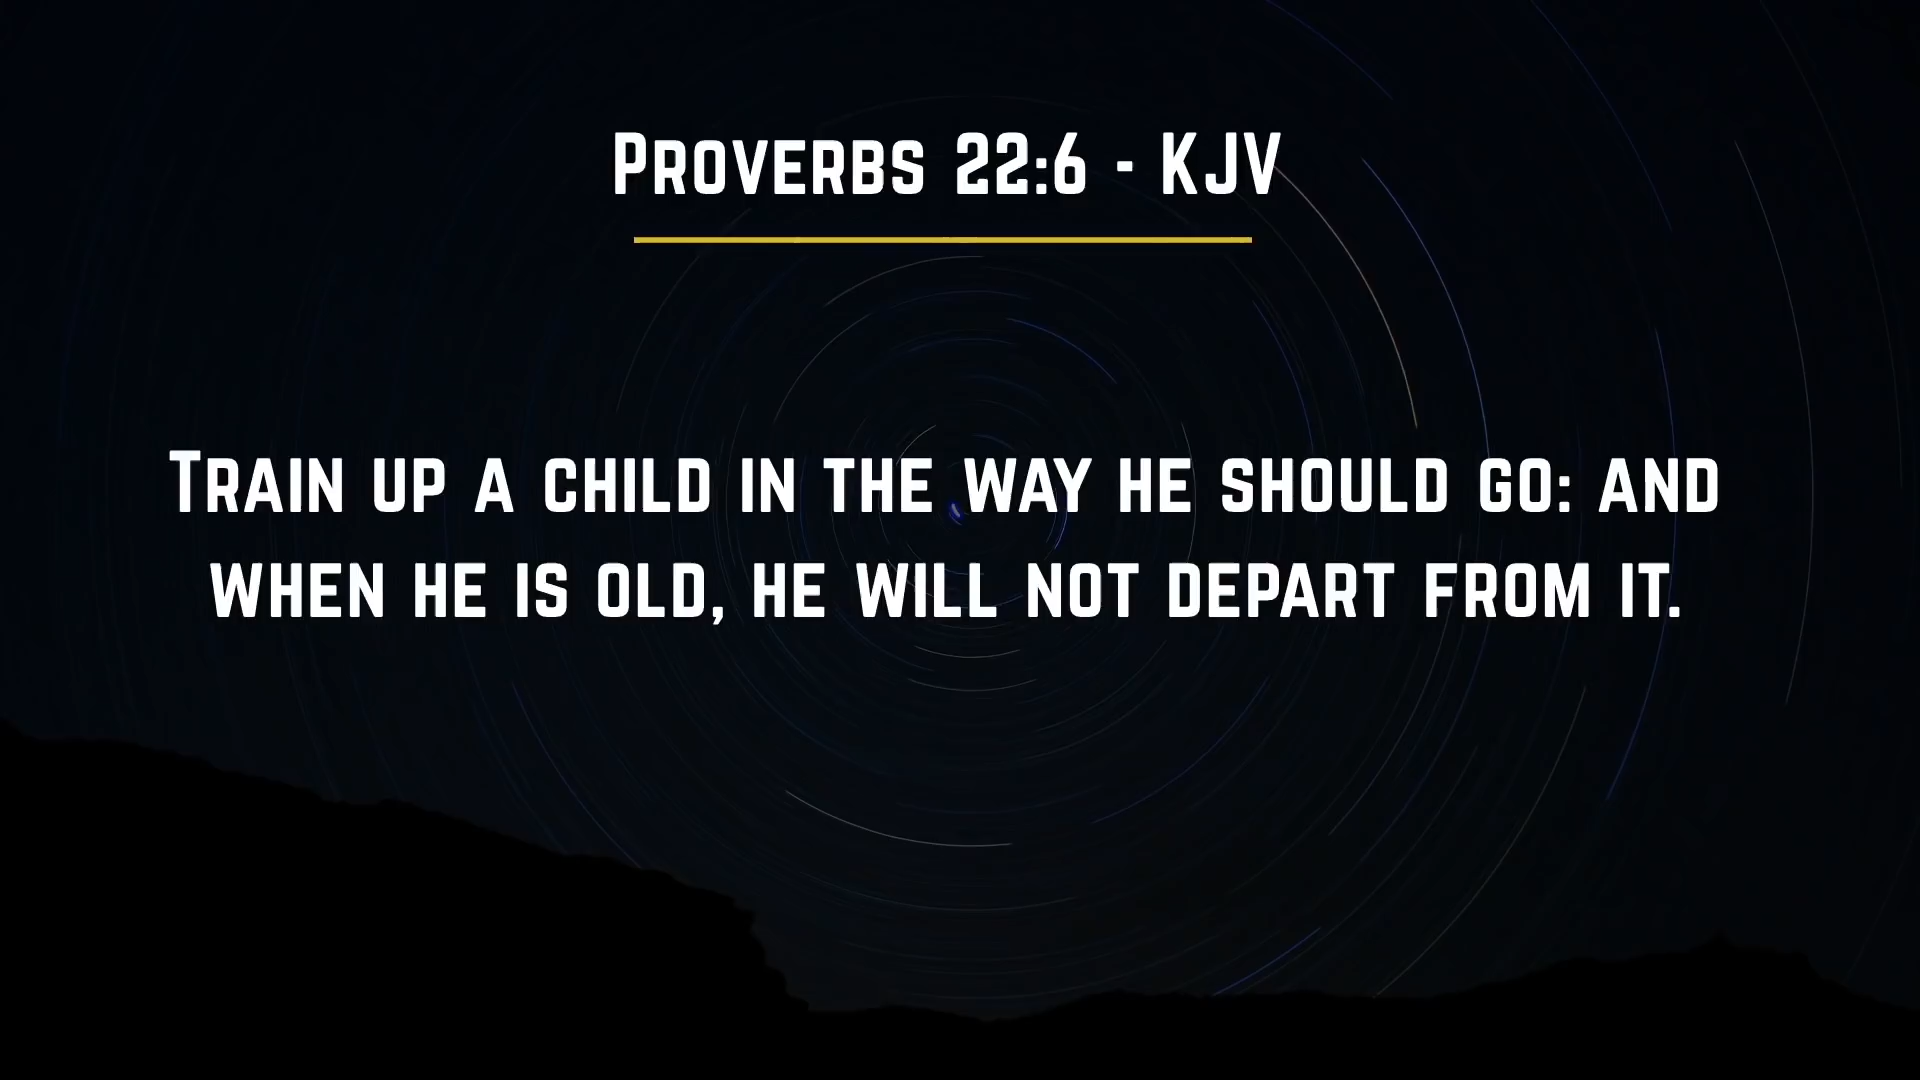 Proverbs 22:6 - KJV
Train up a child in the way he should go: and
when he is old, he will not depart from it.